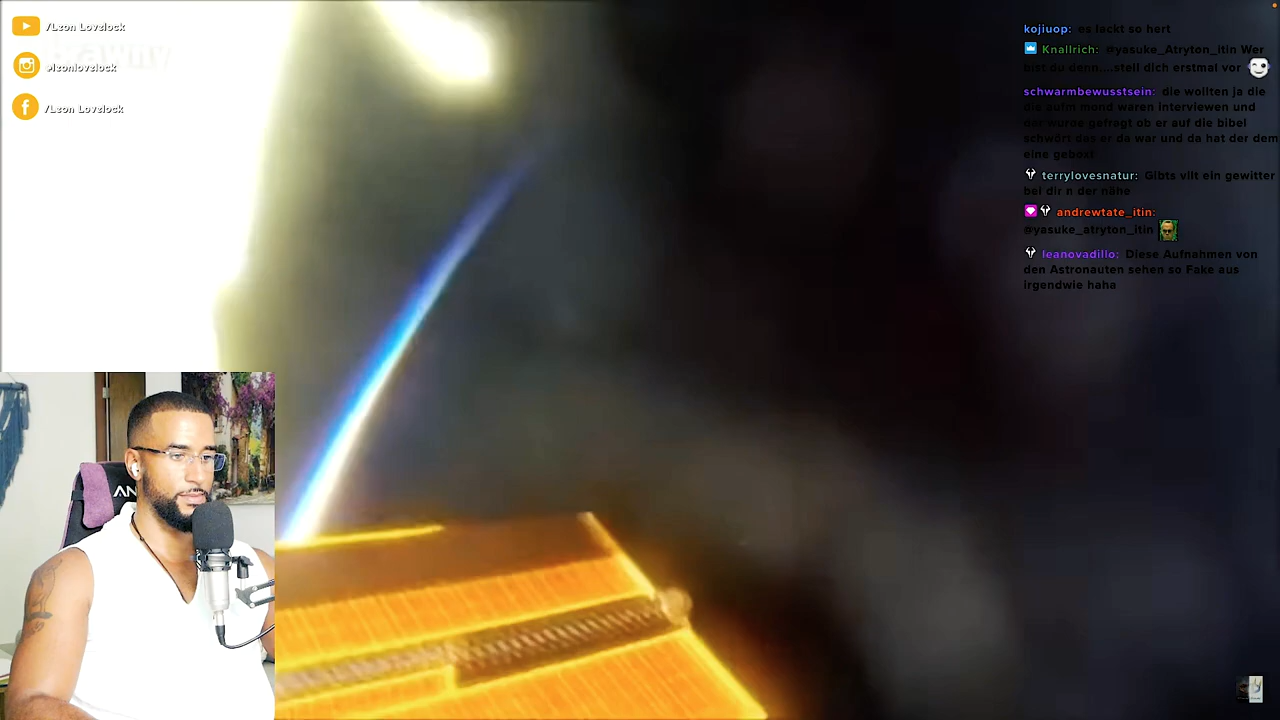 /Leon Lovelock
/leonlovelock
/Leon Lovelock
kojiuop: es leckt so hert
Knallrich: @yasuke_Atryton_itin Wer
bist du denn....stell dich erstmal vor
schwarmbewusstsein: die wollten ja die
die aufm mond waren interviewen und
der wurde gefragt ob er auf die bibel
schwört das er da war und da hat der dem
eine geboxt
terrylovesnatur: Gibts vllt ein gewitter
bei dir n der nähe
andrewtate_itin:
@yasuke_atryton_itin
leanovadillo: Diese Aufnahmen von
den Astronauten sehen so Fake aus
irgendwie haha
AN